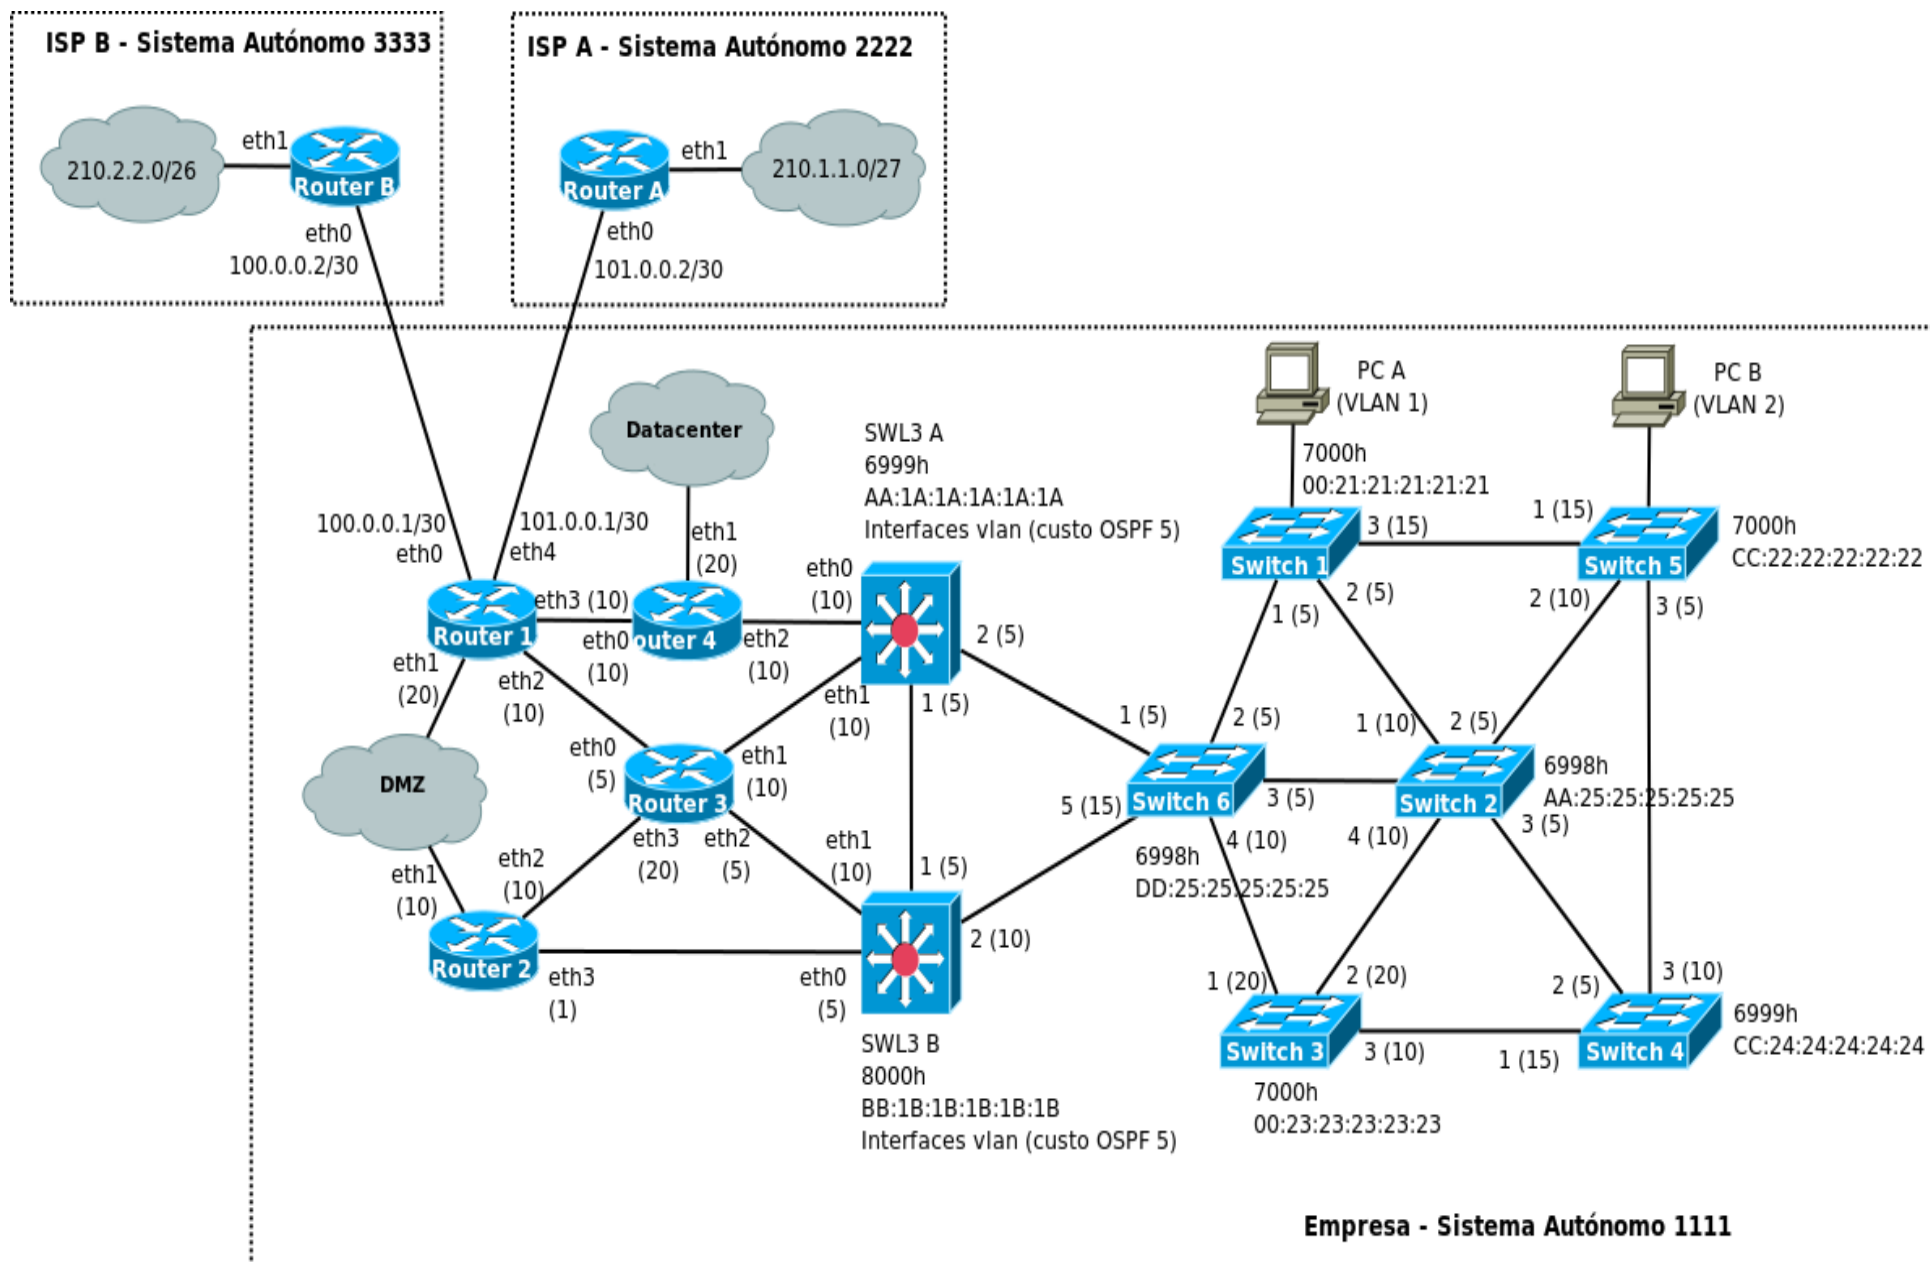 ISP B - Sistema Autónomo 3333
210.2.2.0/26
eth1
Router B
eth0
100.0.0.2/30
ISP A - Sistema Autónomo 2222
Router A
eth1
210.1.1.0/27
eth0
101.0.0.2/30
100.0.0.1/30
eth0
101.0.0.1/30
eth4
Router 1
eth3 (10)
eth1
(20)
eth2
(10)
Datacenter
eth1
(20)
outer 4
eth0
(10)
eth2
(10)
DMZ
eth1
(10)
Router 2
eth2
(10)
eth3
(1)
Router 3
eth0
(5)
eth1
(10)
eth3
(20)
eth2
(5)
SWL3 A
6999h
AA:1A:1A:1A:1A:1A
Interfaces vlan (custo OSPF 5)
eth0
(10)
eth1
(10)
2 (5)
1 (5)
eth1
(10)
1 (5)
eth0
(5)
2 (10)
SWL3 B
8000h
BB:1B:1B:1B:1B:1B
Interfaces vlan (custo OSPF 5)
PC A
(VLAN 1)
7000h
00:21:21:21:21:21
Switch 1
3 (15)
2 (5)
1 (5)
PC B
(VLAN 2)
1 (15)
Switch 5
7000h
CC:22:22:22:22:22
2 (10)
3 (5)
1 (5)
2 (5)
Switch 6
3 (5)
5 (15)
4 (10)
6998h
DD:25:25:25:25:25
1 (10)
2 (5)
Switch 2
6998h
AA:25:25:25:25:25
4 (10)
3 (5)
1 (20)
2 (20)
Switch 3
3 (10)
7000h
00:23:23:23:23:23
2 (5)
3 (10)
1 (15)
Switch 4
6999h
CC:24:24:24:24:24
Empresa - Sistema Autónomo 1111